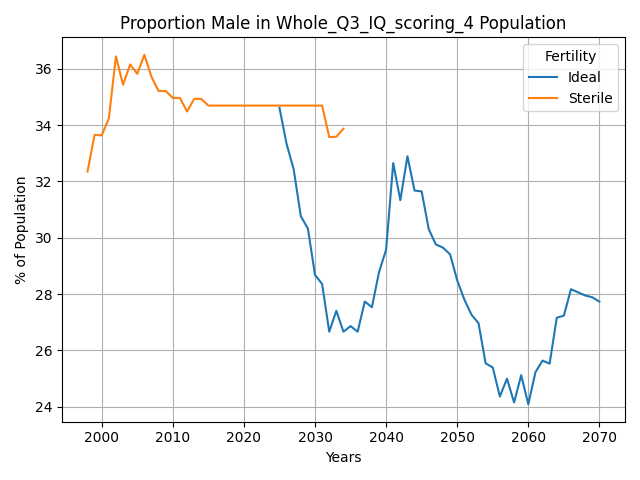 Proportion Male in Whole_Q3_IQ_scoring_4 Population
Fertility
Ideal
Sterile
% of Population
36
34
32
30
28
26
24
2000 2010 2020 2030 2040 2050 2060 2070
Years